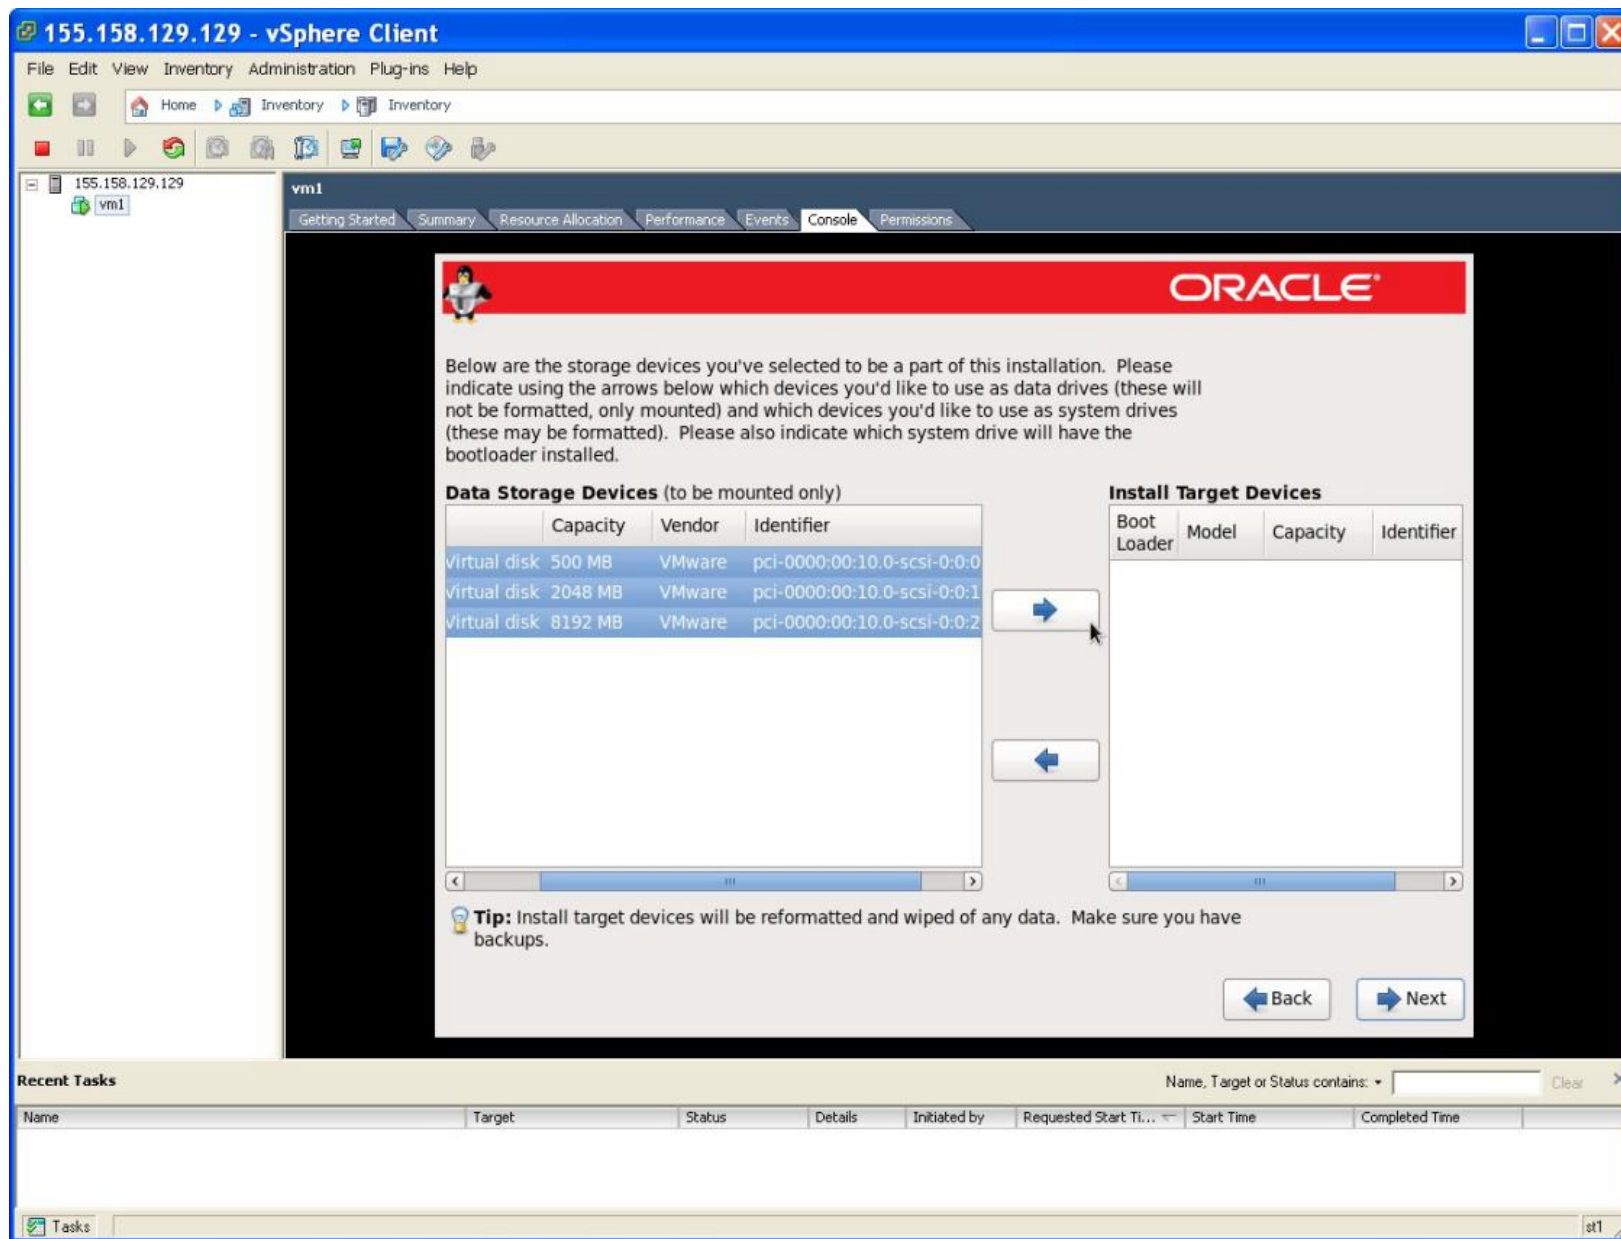 155.158.129.129 - vSphere Client
File Edit View Inventory Administration Plug-ins Help
Home Inventory Inventory
155.158.129.129
vm1
vm1
Getting Started Summary Resource Allocation Performance Events Console Permissions
ORACLE
Below are the storage devices you've selected to be a part of this installation. Please
indicate using the arrows below which devices you'd like to use as data drives (these will
not be formatted, only mounted) and which devices you'd like to use as system drives
(these may be formatted). Please also indicate which system drive will have the
bootloader installed.
Data Storage Devices (to be mounted only)
Capacity Vendor Identifier
Virtual disk 500 MB VMware pci-0000:00:10.0-scsi-0:0:0
Virtual disk 2048 MB VMware pci-0000:00:10.0-scsi-0:0:1
Virtual disk 8192 MB VMware pci-0000:00:10.0-scsi-0:0:2
Install Target Devices
Boot
Loader Model Capacity Identifier
Tip: Install target devices will be reformatted and wiped of any data. Make sure you have
backups.
Back Next
Recent Tasks
Name, Target or Status contains: Clear
Name Target Status Details Initiated by Requested Start Ti... Start Time Completed Time
Tasks st1